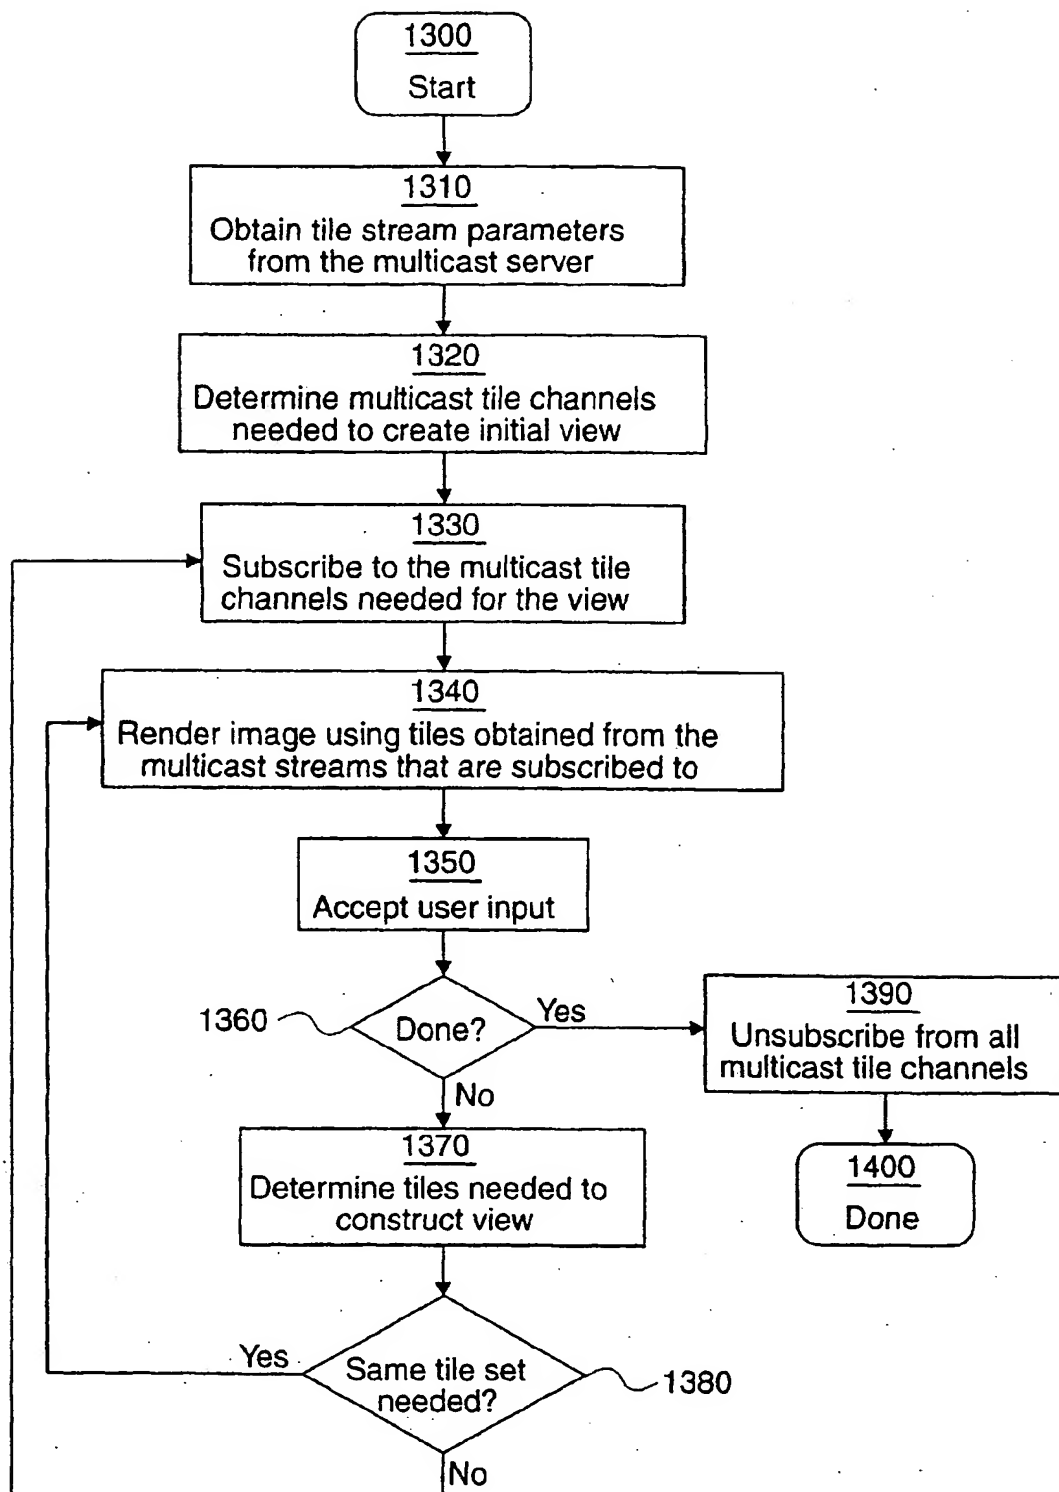 1300
Start
1310
Obtain tile stream parameters
from the multicast server
1320
Determine multicast tile channels
needed to create initial view
1330
Subscribe to the multicast tile
channels needed for the view
1340
Render image using tiles obtained from the
multicast streams that are subscribed to
1350
Accept user input
1360
Done?
Yes
1390
Unsubscribe from all
multicast tile channels
No
1400
Done
1370
Determine tiles needed to
construct view
Yes
Same tile set
needed?
1380
No